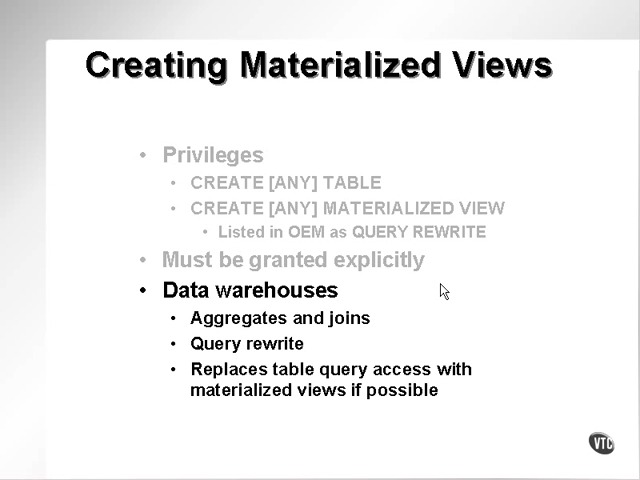 Creating Materialized Views
• Privileges
• CREATE [ANY] TABLE
• CREATE [ANY] MATERIALIZED VIEW
• Listed in OEM as QUERY REWRITE
• Must be granted explicitly
• Data warehouses
• Aggregates and joins
• Query rewrite
• Replaces table query access with
materialized views if possible
VTC